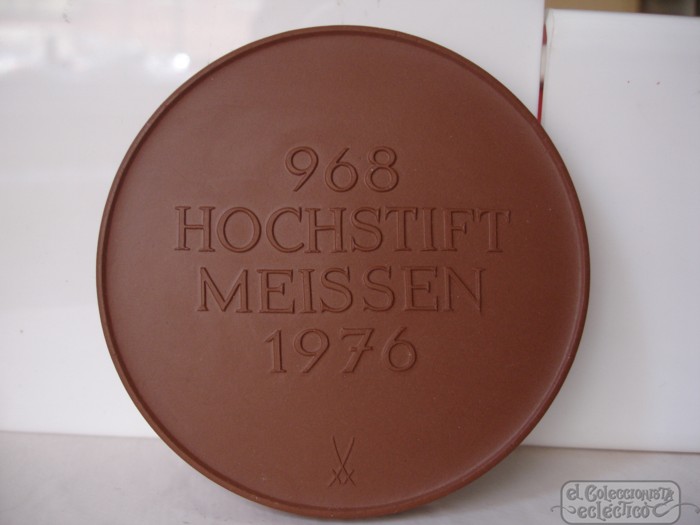 968
HOCHSTIFT
MEISSEN
1976
el Coleccionista
ecléctico